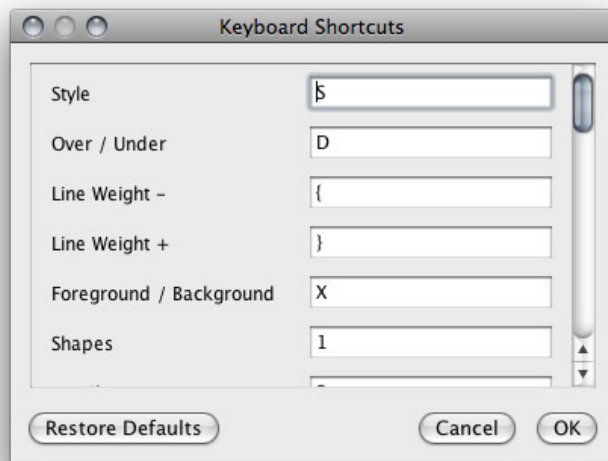 Keyboard Shortcuts
Style S
Over / Under D
Line Weight - {
Line Weight + }
Foreground / Background X
Shapes 1
Restore Defaults Cancel OK